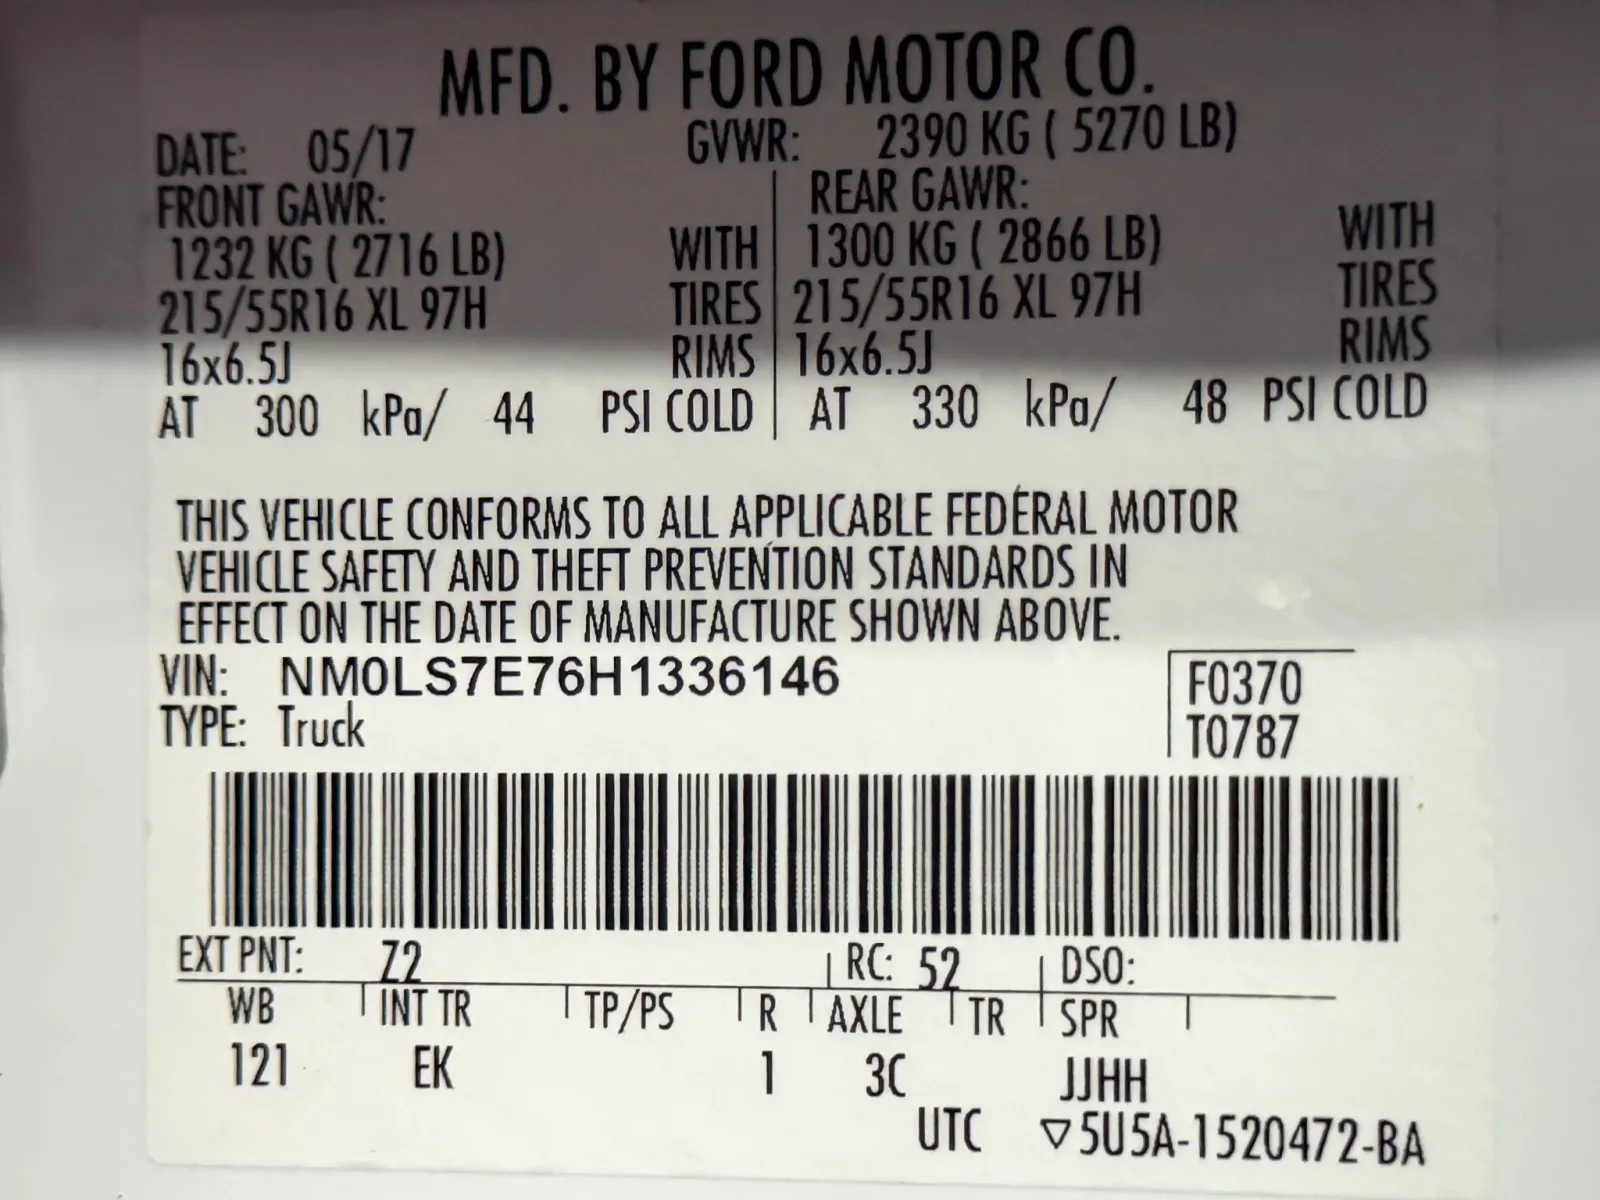 MFD. BY FORD MOTOR CO.
DATE: 05/17 GVWR: 2390 KG ( 5270 LB)
FRONT GAWR: REAR GAWR:
1232 KG ( 2716 LB) WITH 1300 KG ( 2866 LB) WITH
215/55R16 XL 97H TIRES 215/55R16 XL 97H TIRES
16x6.5J RIMS 16x6.5J RIMS
AT 300 kPa/ 44 PSI COLD AT 330 kPa/ 48 PSI COLD
THIS VEHICLE CONFORMS TO ALL APPLICABLE FEDERAL MOTOR
VEHICLE SAFETY AND THEFT PREVENTION STANDARDS IN
EFFECT ON THE DATE OF MANUFACTURE SHOWN ABOVE.
VIN: NM0LS7E76H1336146 F0370
TYPE: Truck T0787
EXT PNT: Z2 RC: 52 DSO:
WB INT TR TP/PS R AXLE TR SPR
121 EK 1 3C JJHH
UTC ▽5U5A-1520472-BA